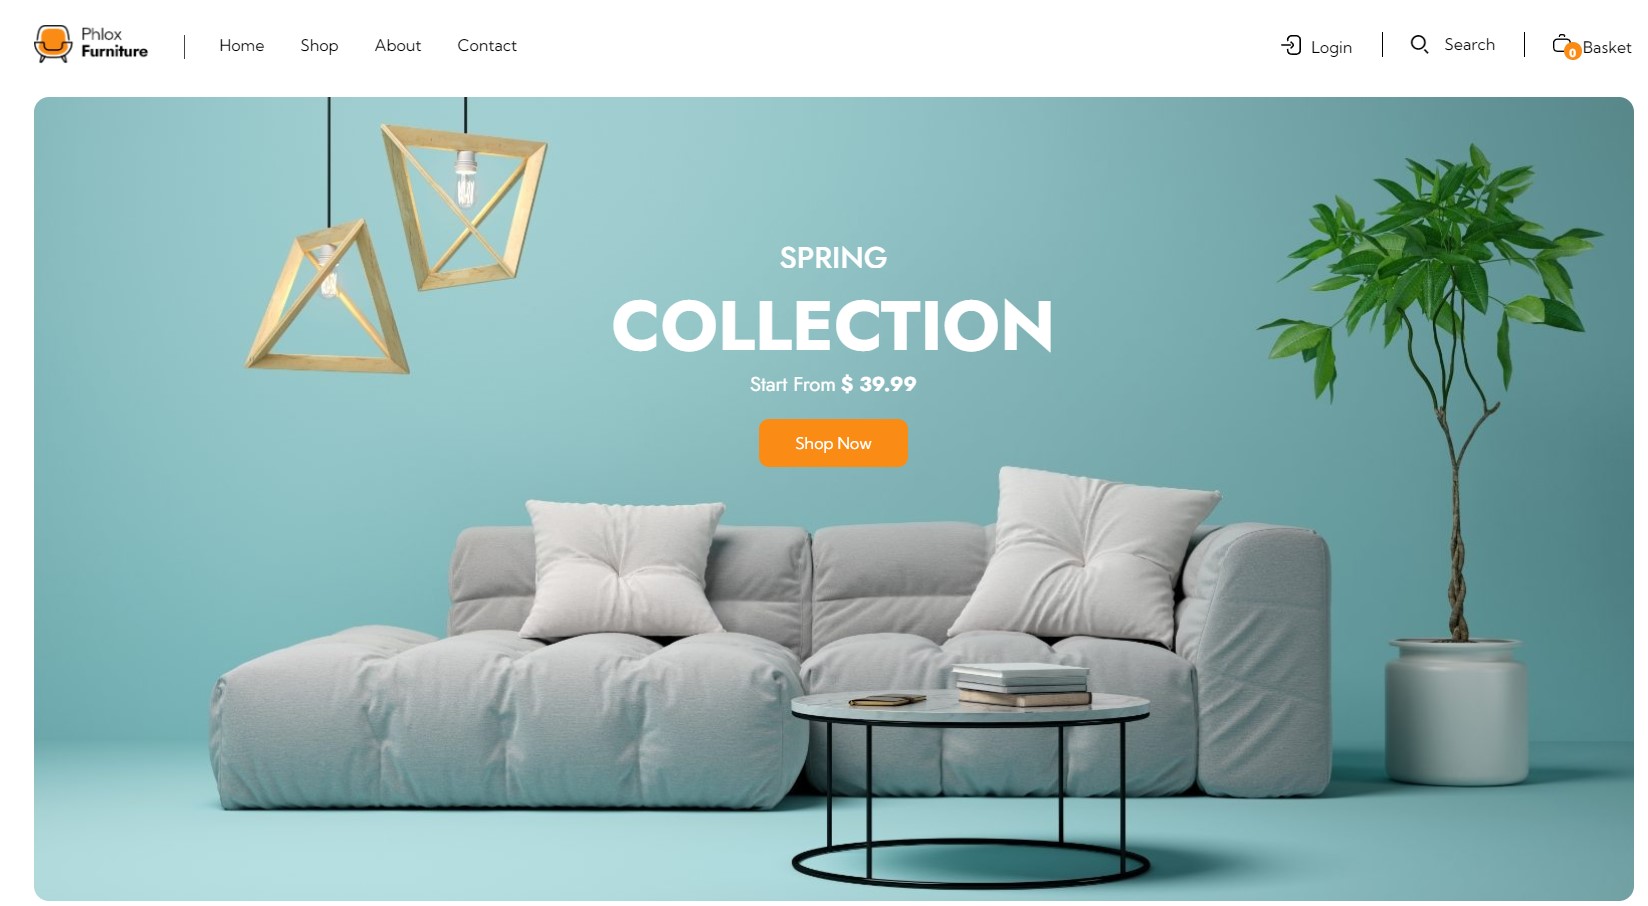 Phlox
Furniture
Home Shop About Contact
Login Search 0 Basket
SPRING
COLLECTION
Start From $ 39.99
Shop Now